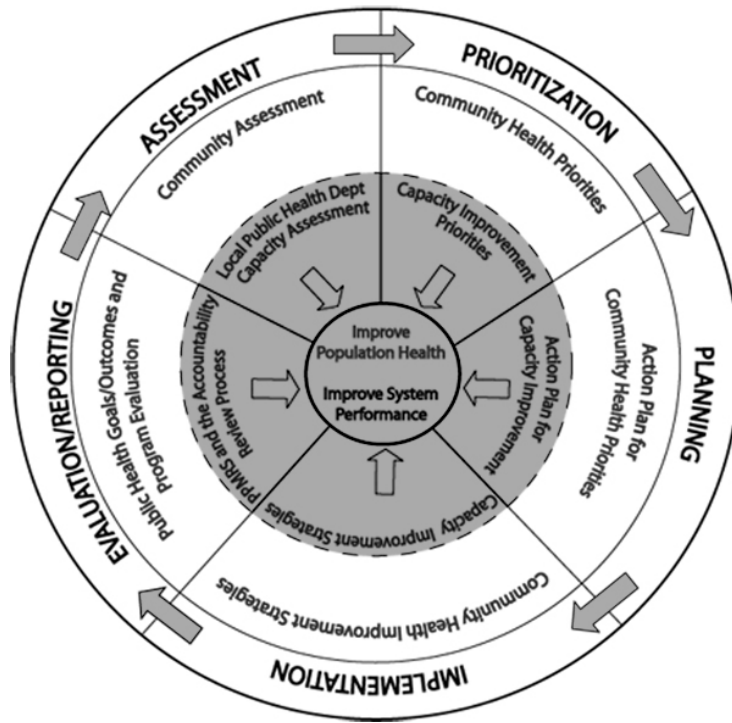 ASSESSMENT
PRIORITIZATION
PLANNING
IMPLEMENTATION
EVALUATION/REPORTING
Community Assessment
Community Health Priorities
Action Plan for
Community Health Priorities
Community Health Improvement Strategies
Public Health Goals/Outcomes and
Program Evaluation
Local Public Health Dept
Capacity Assessment
Capacity Improvement
Priorities
Action Plan for
Capacity Improvement
Capacity Improvement Strategies
PPMRS and the Accountability
Review Process
Improve
Population Health
Improve System
Performance